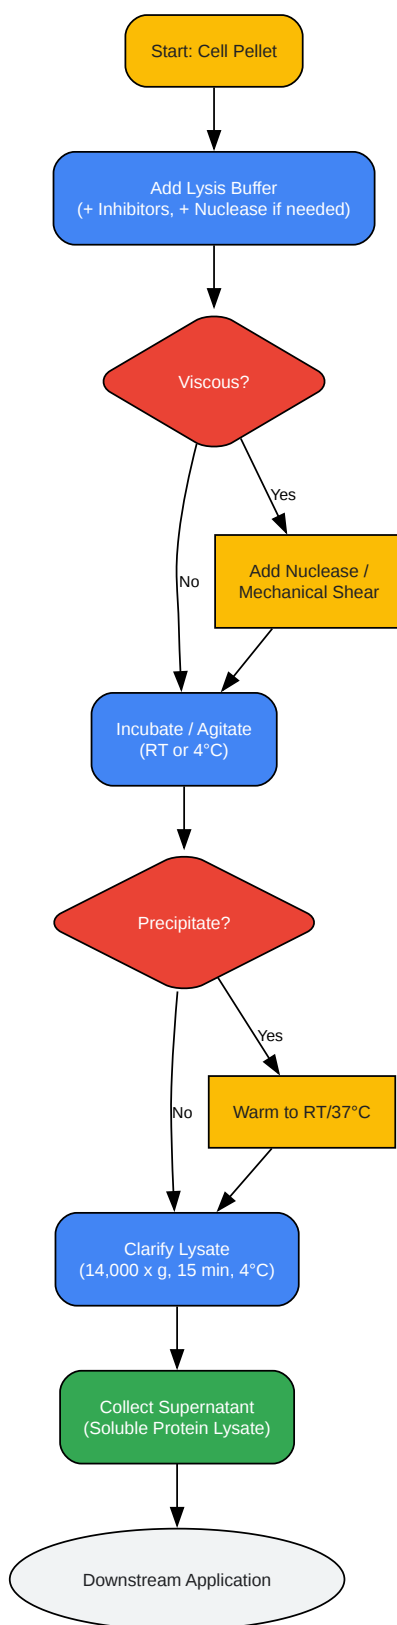 Start: Cell Pellet
Add Lysis Buffer
(+ Inhibitors, + Nuclease if needed)
Viscous?
Yes
Add Nuclease /
Mechanical Shear
No
Incubate / Agitate
(RT or 4°C)
Precipitate?
Yes
Warm to RT/37°C
No
Clarify Lysate
(14,000 x g, 15 min, 4°C)
Collect Supernatant
(Soluble Protein Lysate)
Downstream Application